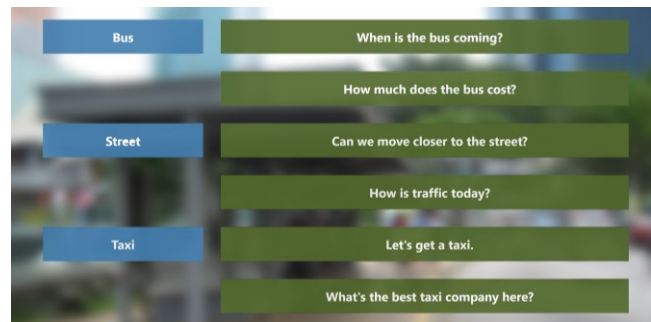 Bus
When is the bus coming?
How much does the bus cost?
Street
Can we move closer to the street?
How is traffic today?
Taxi
Let's get a taxi.
What's the best taxi company here?